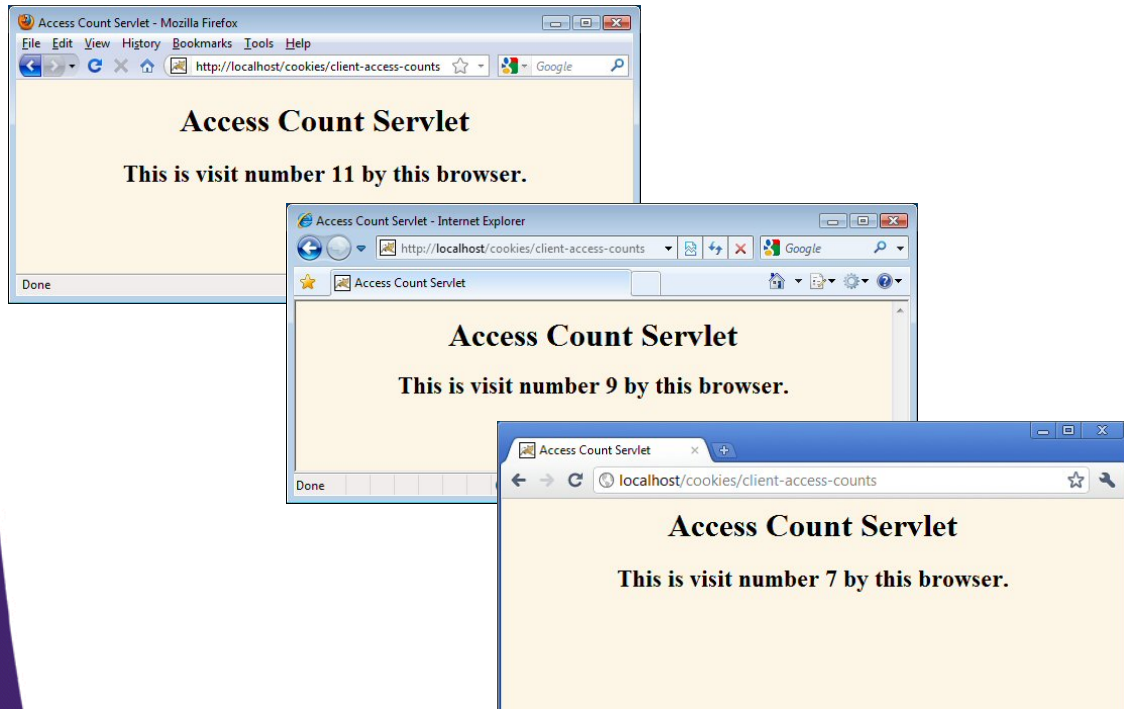 Access Count Servlet - Mozilla Firefox
File Edit View History Bookmarks Tools Help
http://localhost/cookies/client-access-counts
Google
Access Count Servlet
This is visit number 11 by this browser.
Done
Access Count Servlet - Internet Explorer
http://localhost/cookies/client-access-counts
Google
Access Count Servlet
Access Count Servlet
This is visit number 9 by this browser.
Done
Access Count Servlet
localhost/cookies/client-access-counts
Access Count Servlet
This is visit number 7 by this browser.